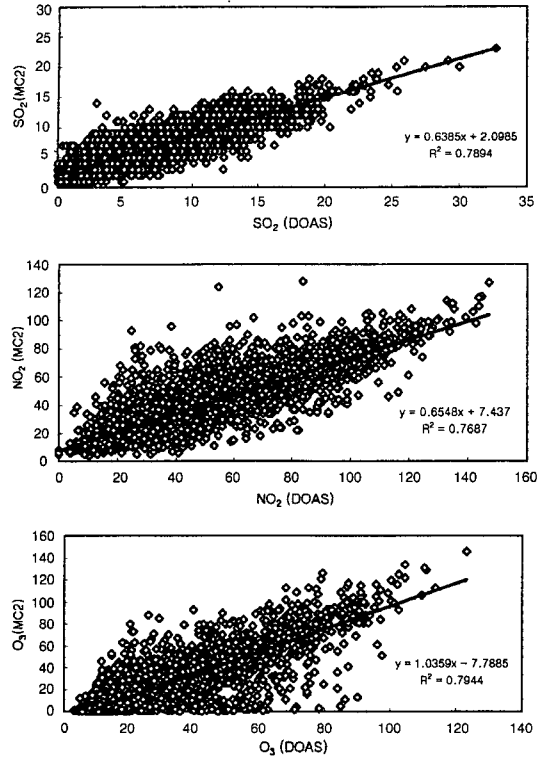 30
25
20
15
10
5
0
SO₂ (MC2)
y = 0.6385x + 2.0985
R² = 0.7894
0 5 10 15 20 25 30 35
SO₂ (DOAS)
140
120
100
80
60
40
20
0
NO₂ (MC2)
y = 0.6548x + 7.437
R² = 0.7687
0 20 40 60 80 100 120 140 160
NO₂ (DOAS)
160
140
120
100
80
60
40
20
0
O₃(MC2)
y = 1.0359x − 7.7885
R² = 0.7944
0 20 40 60 80 100 120 140
O₃ (DOAS)